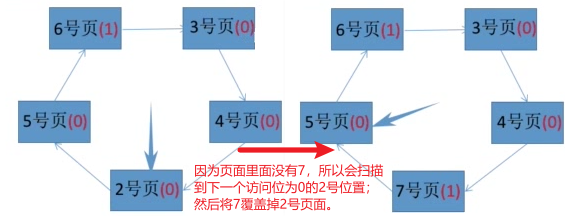 6号页(1)
3号页(0)
5号页(0)
4号页(0)
2号页(0)
6号页(1)
3号页(0)
5号页(0)
4号页(0)
7号页(1)
因为页面里面没有7，所以会扫描
到下一个访问位为0的2号位置；
然后将7覆盖掉2号页面。